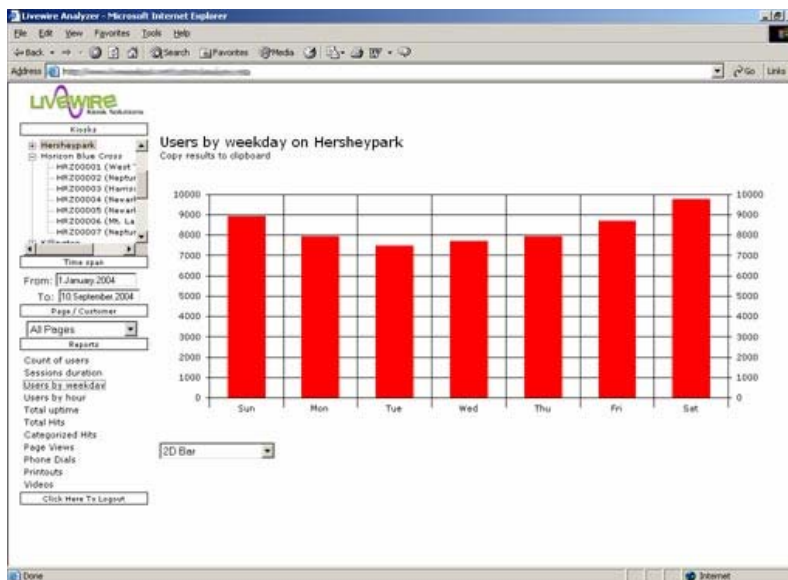 Livewire Analyzer - Microsoft Internet Explorer
File Edit View Favorites Tools Help
Back Search Favorites Media
Address Go Links
LIVEWIRE
Kiosk Solutions
Kiosks
Hersheypark
Horizon Blue Cross
HRZ00001 (West
HRZ00002 (Neptun
HRZ00003 (Harris
HRZ00004 (Newark
HRZ00005 (Newark
HRZ00006 (Mt. La
HRZ00007 (Neptun
Time span
From: 1.January.2004
To: 10.September.2004
Page / Customer
All Pages
Reports
Count of users
Sessions duration
Users by weekday
Users by hour
Total uptime
Total Hits
Categorized Hits
Page Views
Phone Dials
Printouts
Videos
Click Here To Logout
Users by weekday on Hersheypark
Copy results to clipboard
10000 10000
9000 9000
8000 8000
7000 7000
6000 6000
5000 5000
4000 4000
3000 3000
2000 2000
1000 1000
0 0
Sun Mon Tue Wed Thu Fri Sat
2D Bar
Done Internet